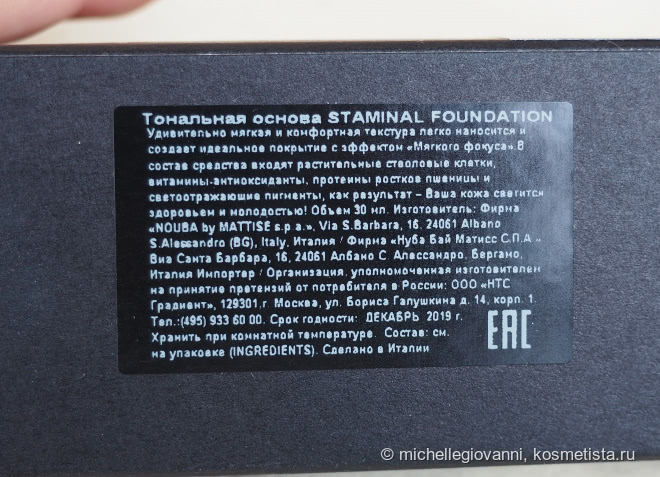 Тональная основа STAMINAL FOUNDATION
Удивительно мягкая и комфортная текстура легко наносится и
создает идеальное покрытие с эффектом «Мягкого фокуса».В
состав средства входят растительные стволовые клетки,
витамины-антиоксиданты, протеины ростков пшеницы и
светоотражающие пигменты, как результат – Ваша кожа светится
здоровьем и молодостью! Объем 30 мл. Изготовитель: Фирма
«NOUBA by MATTISE s.p.a.», Via S.Barbara, 16, 24061 Albano
S.Alessandro (BG), Italy, Италия / Фирма «Нуба Бай Матисс С.П.А.»,
Виа Санта Барбара, 16, 24061 Албано С. Алессандро, Бергано,
Италия Импортер / Организация, уполномоченная изготовителен
на принятие претензий от потребителя в России: ООО «НТС
Градиент», 129301,г. Москва, ул. Бориса Галушкина д. 14, корп. 1.
Тел.:(495) 933 60 00. Срок годности: ДЕКАБРЬ 2019 г.
Хранить при комнатной температуре. Состав: см.
на упаковке (INGREDIENTS). Сделано в Италии
EAC
© michellegiovanni, kosmetista.ru